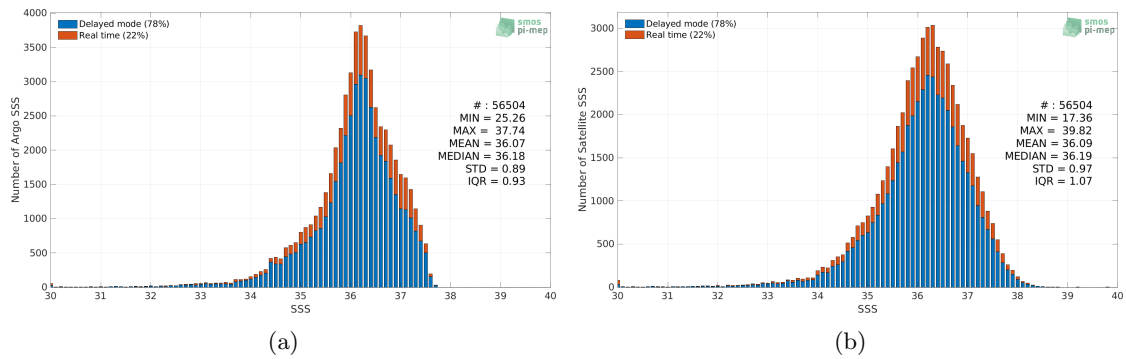 Delayed mode (78%)
Real time (22%)
smos
pi-mep
Number of Argo SSS
4000
3500
3000
2500
2000
1500
1000
500
0
# : 56504
MIN = 25.26
MAX = 37.74
MEAN = 36.07
MEDIAN = 36.18
STD = 0.89
IQR = 0.93
30 31 32 33 34 35 36 37 38 39 40
SSS
(a)
Delayed mode (78%)
Real time (22%)
smos
pi-mep
Number of Satellite SSS
3000
2500
2000
1500
1000
500
0
# : 56504
MIN = 17.36
MAX = 39.82
MEAN = 36.09
MEDIAN = 36.19
STD = 0.97
IQR = 1.07
30 31 32 33 34 35 36 37 38 39 40
SSS
(b)